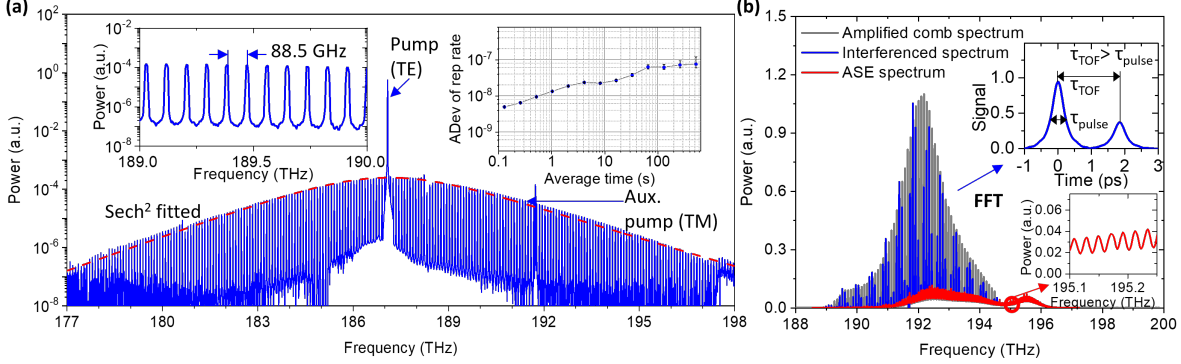 (a)
10^2
10^0
10^2
10^-4
10^-6
10^-8
Power (a.u.)
177
183
186
189
192
195
198
Frequency (THz)
10^-4
10^-6
10^-8
Power (a.u.)
88.5 GHz
1879.0
189.5
190.0
Frequency (THz)
Pump
(TE)
ADev of rep rate
10^-7
10^-8
10^-9
0.1
1
10
100
Average time (s)
Sech^2 fitted
Aux.
pump (TM)
(b)
Amplified comb spectrum
Interferenced spectrum
ASE spectrum
1.5
1.2
0.9
0.6
0.3
0.0
Power (a.u.)
188
190
192
194
196
198
200
Frequency (THz)
τTOF> τpulse
τTOF
τpulse
Signal
1.0
0.5
0.0
-1
0
1
2
3
Time (ps)
FFT
0.06
0.04
0.02
0.00
Power (a.u.)
195.1
195.2
Frequency (THz)